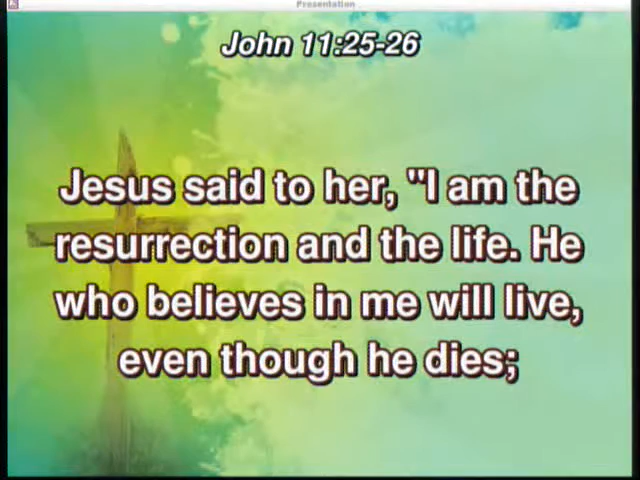 Presentation
John 11:25-26
Jesus said to her, "I am the
resurrection and the life. He
who believes in me will live,
even though he dies;